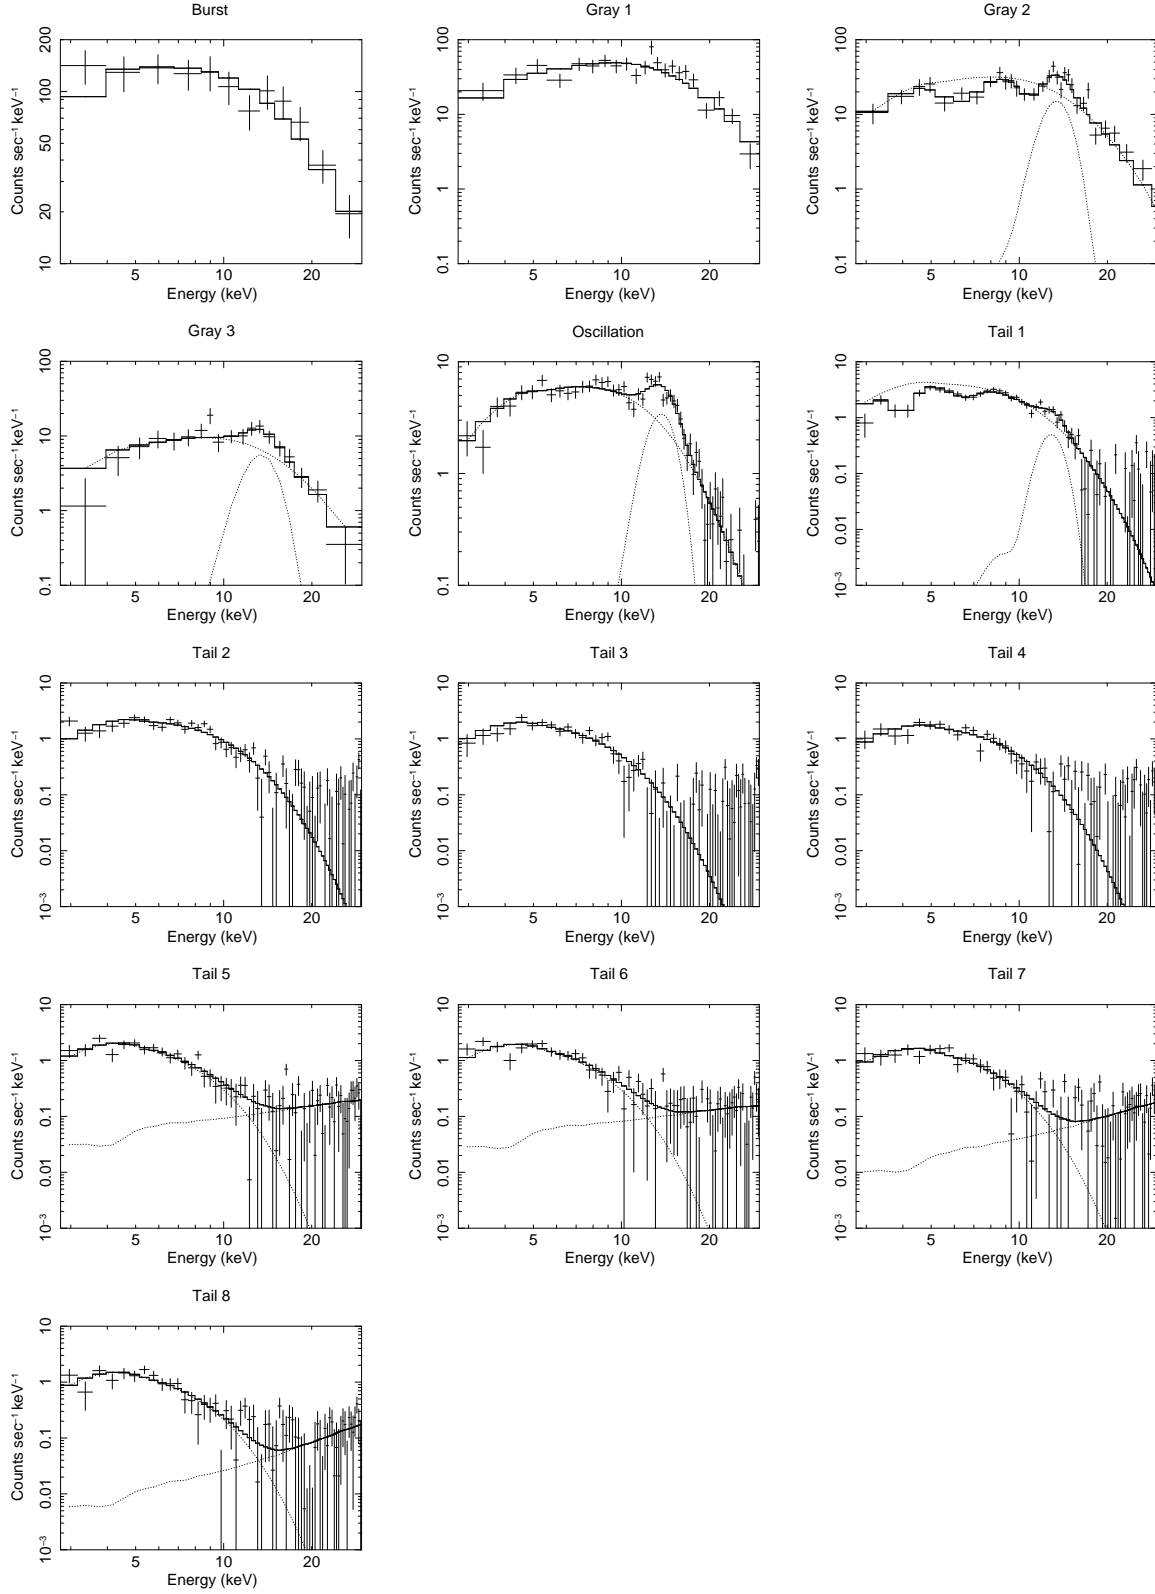 Burst
200
100
50
20
10
5 10 20
Counts sec⁻¹ keV⁻¹
Energy (keV)
Gray 1
100
10
1
0.1
5 10 20
Counts sec⁻¹ keV⁻¹
Energy (keV)
Gray 2
100
10
1
0.1
5 10 20
Counts sec⁻¹ keV⁻¹
Energy (keV)
Gray 3
100
10
1
0.1
5 10 20
Counts sec⁻¹ keV⁻¹
Energy (keV)
Oscillation
10
1
0.1
5 10 20
Counts sec⁻¹ keV⁻¹
Energy (keV)
Tail 1
10
1
0.1
0.01
10⁻³
5 10 20
Counts sec⁻¹ keV⁻¹
Energy (keV)
Tail 2
10
1
0.1
0.01
10⁻³
5 10 20
Counts sec⁻¹ keV⁻¹
Energy (keV)
Tail 3
10
1
0.1
0.01
10⁻³
5 10 20
Counts sec⁻¹ keV⁻¹
Energy (keV)
Tail 4
10
1
0.1
0.01
10⁻³
5 10 20
Counts sec⁻¹ keV⁻¹
Energy (keV)
Tail 5
10
1
0.1
0.01
10⁻³
5 10 20
Counts sec⁻¹ keV⁻¹
Energy (keV)
Tail 6
10
1
0.1
0.01
10⁻³
5 10 20
Counts sec⁻¹ keV⁻¹
Energy (keV)
Tail 7
10
1
0.1
0.01
10⁻³
5 10 20
Counts sec⁻¹ keV⁻¹
Energy (keV)
Tail 8
10
1
0.1
0.01
10⁻³
5 10 20
Counts sec⁻¹ keV⁻¹
Energy (keV)